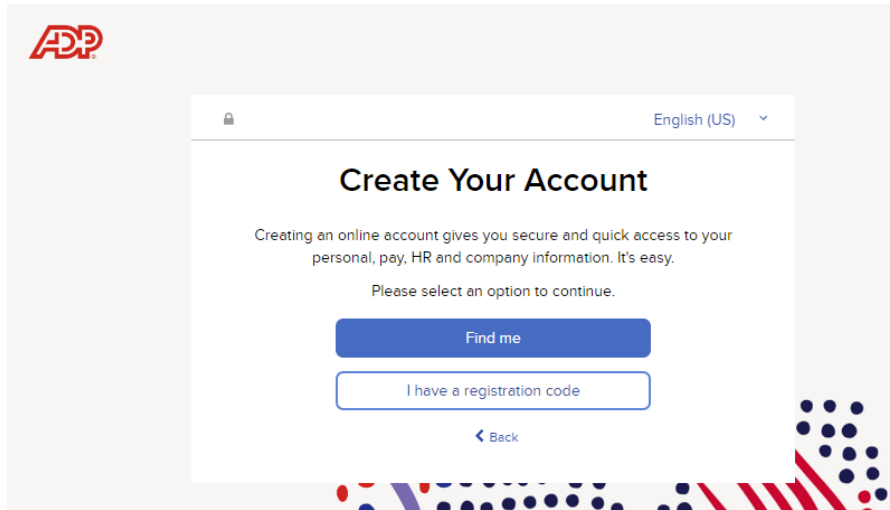 ADP
English (US)
Create Your Account
Creating an online account gives you secure and quick access to your
personal, pay, HR and company information. It's easy.
Please select an option to continue.
Find me
I have a registration code
Back